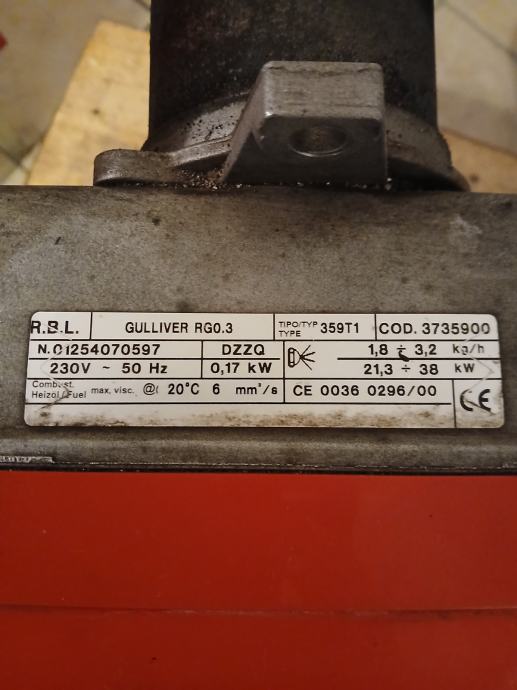 R.B.L. GULLIVER RG0.3 TIPO/TYP TYPE 359T1 COD. 3735900
N.01254070597 DZZQ 1,8 ÷ 3,2 kg/h
230V ~ 50 Hz 0,17 kW 21,3 ÷ 38 kW
Combust. Heizöl/Fuel max, visc. @( 20°C 6 mm²/s CE 0036 0296/00 CE